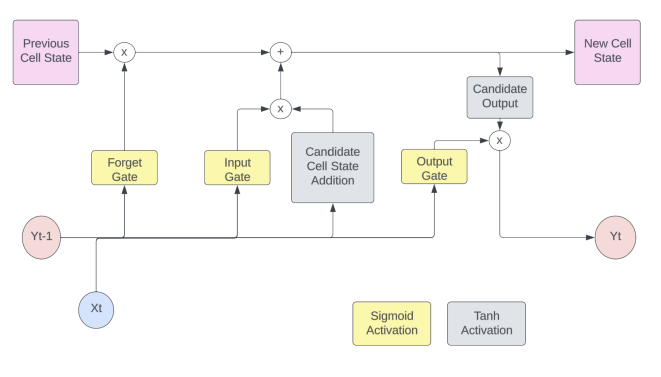 Previous
Cell State
x
+
New Cell
State
Candidate
Output
x
x
Forget
Gate
Input
Gate
Candidate
Cell State
Addition
Output
Gate
Yt-1
Yt
Xt
Sigmoid
Activation
Tanh
Activation